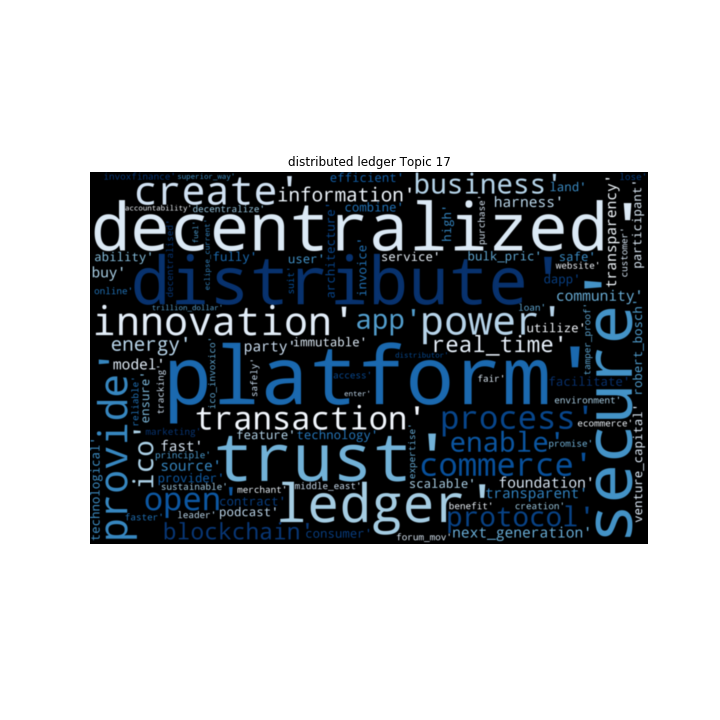 distributed ledger Topic 17
invoxfinance' superior_way' efficient' business' land' lose'
create' information' harness'
accountability' decentralize' combine' high' purchase' transparency' participant'
decentralized'
ability' fully' user' service' bulk_pric' safe' customer'
buy' distribute' website'
decentralised' fuel' eclipse_current' suit' architecture' invoice' dapp'
online' community'
trillion_dollar' loan'
innovation' app' power' utilize' tamper_proof' robert_bosch'
energy' party' immutable' real_time'
distributor'
model' platform' fair' facilitate'
tracking' ico_invoxico' safely' access'
provide' reliable' ensure' enter' environment' secure'
transaction' process' ecommerce'
marketing' feature' technology' expertise' enable' promise'
ico' fast' principle' trust' commerce'
source' provider' scalable' foundation' venture_capital'
technological' merchant' middle_east' transparent'
open' contract' ledger' benefit' creation'
faster' leader' podcast' protocol'
blockchain' consumer' forum_mov' next_generation'